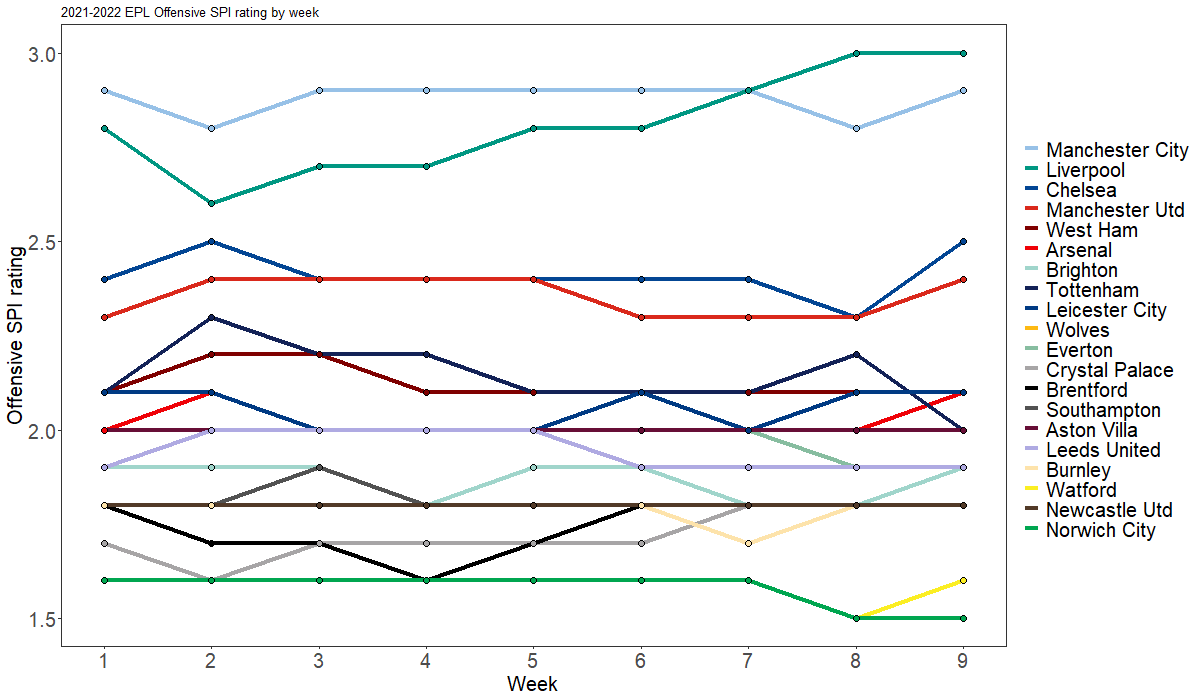 2021-2022 EPL Offensive SPI rating by week
Offensive SPI rating
3.0
2.5
2.0
1.5
1 2 3 4 5 6 7 8 9
Week
Manchester City
Liverpool
Chelsea
Manchester Utd
West Ham
Arsenal
Brighton
Tottenham
Leicester City
Wolves
Everton
Crystal Palace
Brentford
Southampton
Aston Villa
Leeds United
Burnley
Watford
Newcastle Utd
Norwich City